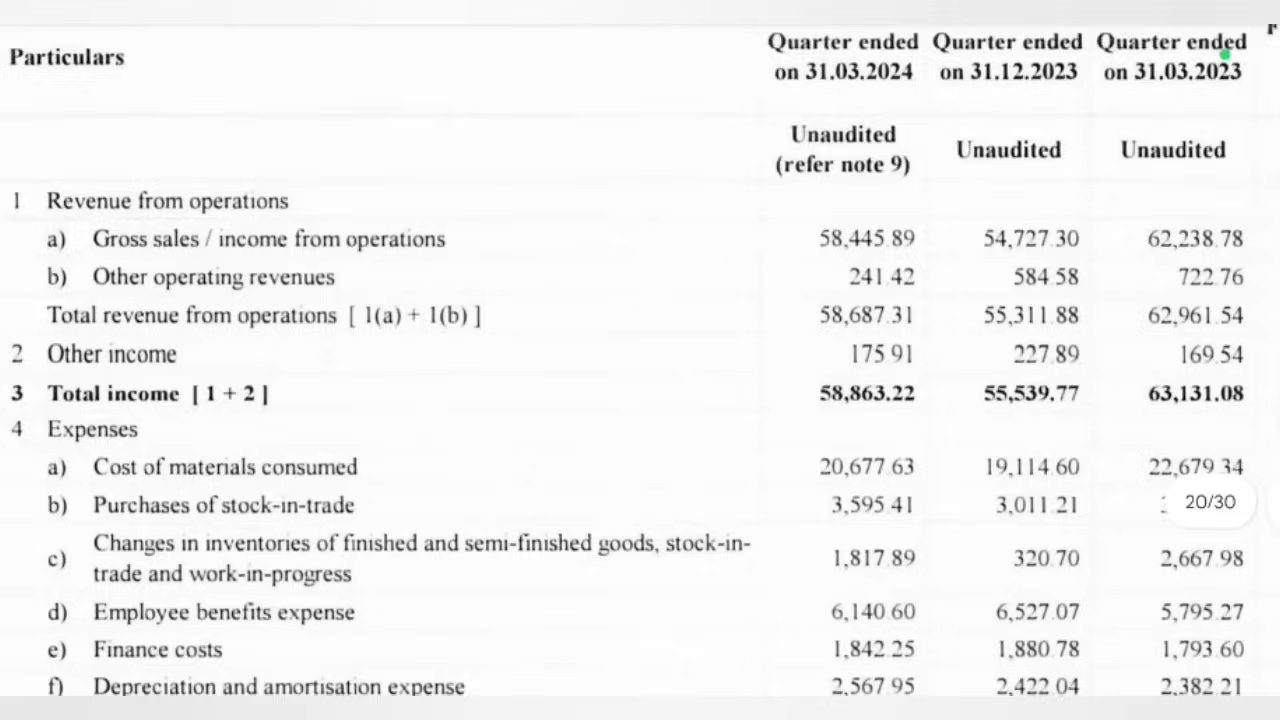 Particulars Quarter ended Quarter ended Quarter ended
on 31.03.2024 on 31.12.2023 on 31.03.2023
Unaudited Unaudited Unaudited
(refer note 9)
1 Revenue from operations
a) Gross sales / income from operations 58,445.89 54,727.30 62,238.78
b) Other operating revenues 241.42 584.58 722.76
Total revenue from operations [ 1(a) + 1(b) ] 58,687.31 55,311.88 62,961.54
2 Other income 175.91 227.89 169.54
3 Total income [ 1 + 2 ] 58,863.22 55,539.77 63,131.08
4 Expenses
a) Cost of materials consumed 20,677.63 19,114.60 22,679.34
b) Purchases of stock-in-trade 3,595.41 3,011.21 20/30
c) Changes in inventories of finished and semi-finished goods, stock-in-
trade and work-in-progress 1,817.89 320.70 2,667.98
d) Employee benefits expense 6,140.60 6,527.07 5,795.27
e) Finance costs 1,842.25 1,880.78 1,793.60
f) Depreciation and amortisation expense 2,567.95 2,422.04 2,382.21